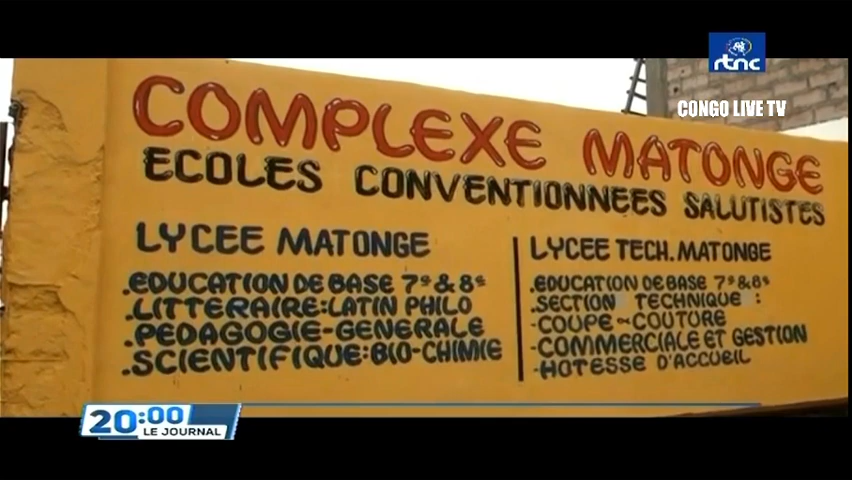 rtnc
CONGO LIVE TV
COMPLEXE MATONGE
ECOLES CONVENTIONNEES SALUTISTES
LYCEE MATONGE
.EDUCATION DE BASE 7e & 8e
.LITTERAIRE:LATIN PHILO
.PEDAGOGIE-GENERALE
.SCIENTIFIQUE:BIO-CHIMIE
LYCEE TECH. MATONGE
.EDUCATION DE BASE 7e & 8e
.SECTION TECHNIQUE :
-COUPE-COUTURE
-COMMERCIALE ET GESTION
-HOTESSE D'ACCUEIL
20:00
LE JOURNAL